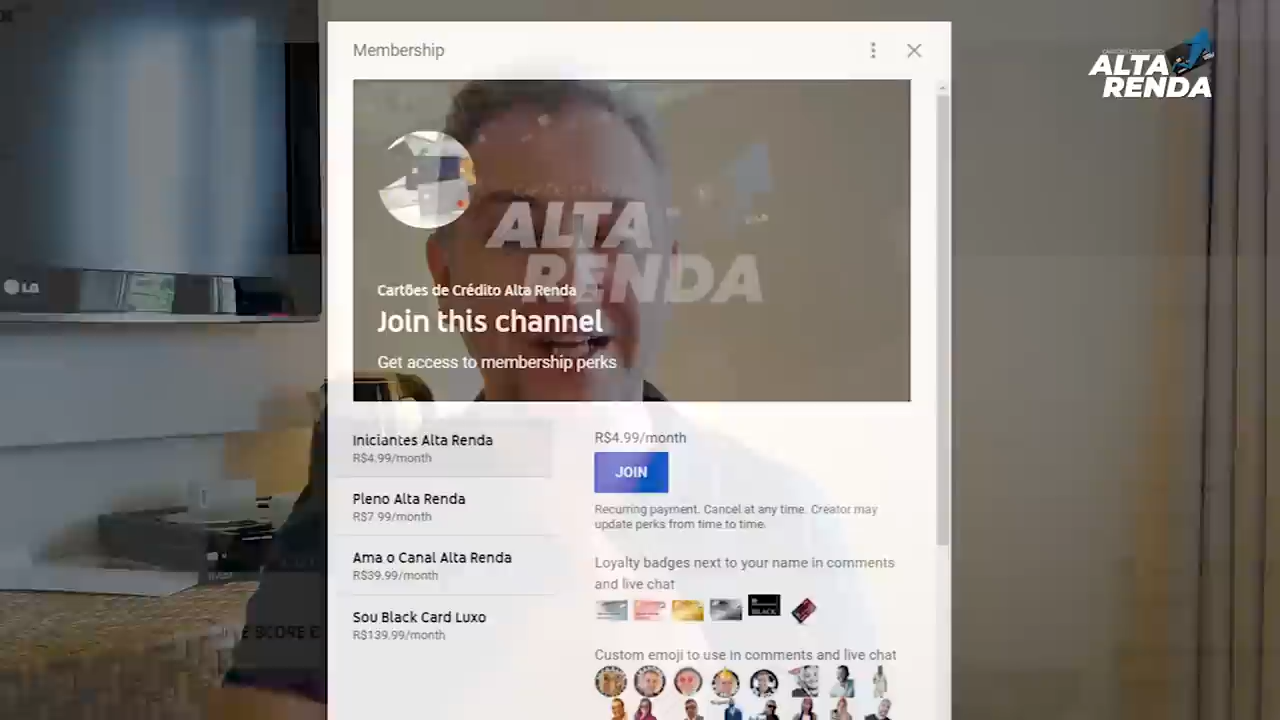 Membership
ALTA
RENDA
ALTA
RENDA
Cartões de Crédito Alta Renda
Join this channel
Get access to membership perks
LG
Iniciantes Alta Renda
R$4.99/month
Pleno Alta Renda
R$7.99/month
Ama o Canal Alta Renda
R$39.99/month
Sou Black Card Luxo
R$139.99/month
R$4.99/month
JOIN
Recurring payment. Cancel at any time. Creator may
update perks from time to time.
Loyalty badges next to your name in comments
and live chat
BLACK
Custom emoji to use in comments and live chat
E SCORE E